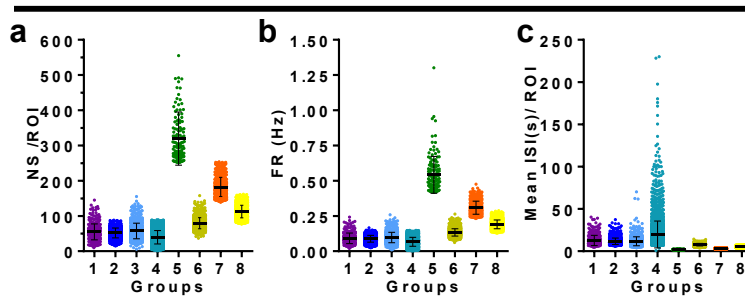 a
NS /ROI
600
500
400
300
200
100
0
1 2 3 4 5 6 7 8
Groups
b
FR (Hz)
1.50
1.25
1.00
0.75
0.50
0.25
0.00
1 2 3 4 5 6 7 8
Groups
c
Mean ISI(s)/ ROI
250
200
150
100
50
0
1 2 3 4 5 6 7 8
Groups